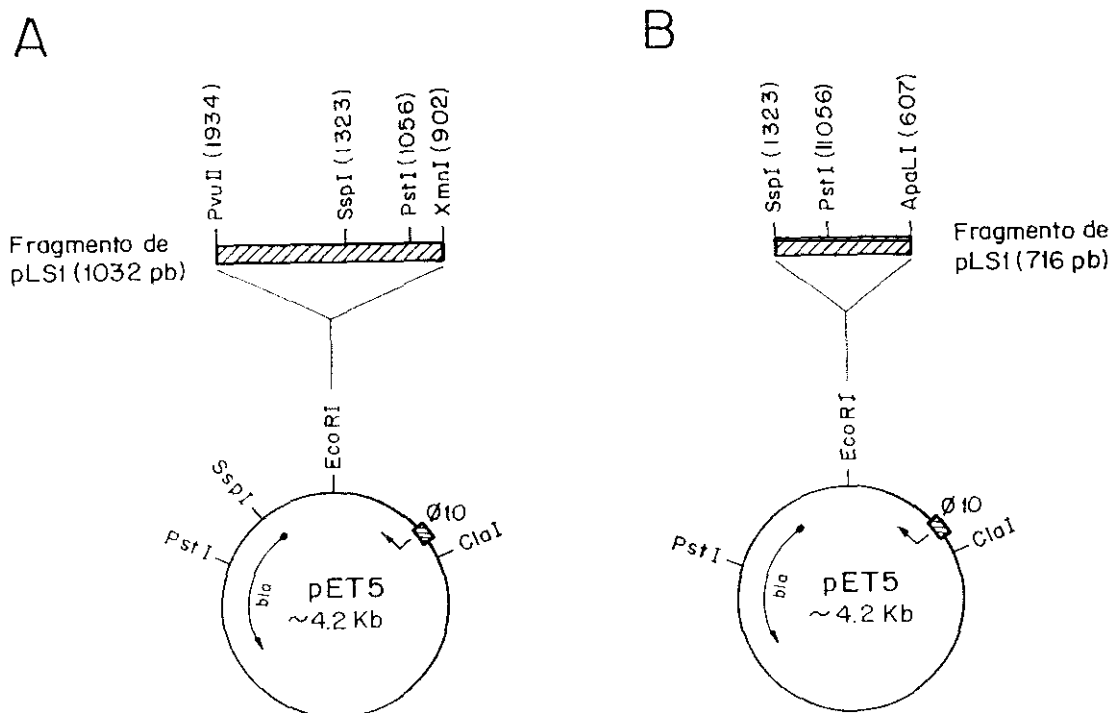 A
PvuII (1934)
SspI (1323)
PstI (1056)
XmnI (902)
Fragmento de
pLS1 (1032 pb)
EcoRI
SspI
PstI
Ø10
ClaI
bla
pET5
~4.2 Kb
B
SspI (1323)
PstI (11056)
ApaLI (607)
Fragmento de
pLS1 (716 pb)
EcoRI
PstI
Ø10
ClaI
bla
pET5
~4.2 Kb